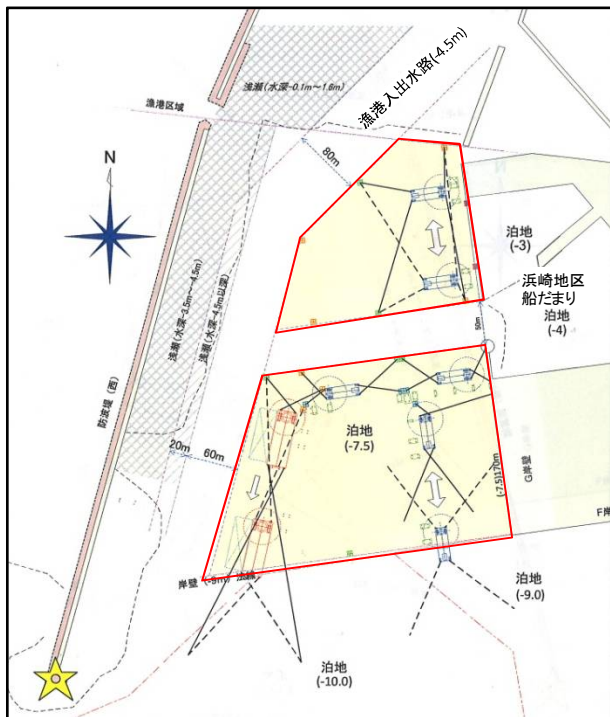 浅瀬(水深-0.1m～1.6m)
漁港入出水路(-4.5m)
漁港区域
80m
N
浅瀬(水深-3.5m～-4.5m)
浅瀬(水深-4.5m以深)
泊地
(-3)
浜崎地区
船だまり
泊地
(-4)
50m
防波堤(西)
泊地
(-7.5)
20m
60m
(-7.5)170m
G岸壁
F岸
岸壁(-9m)法線
泊地
(-9.0)
泊地
(-10.0)